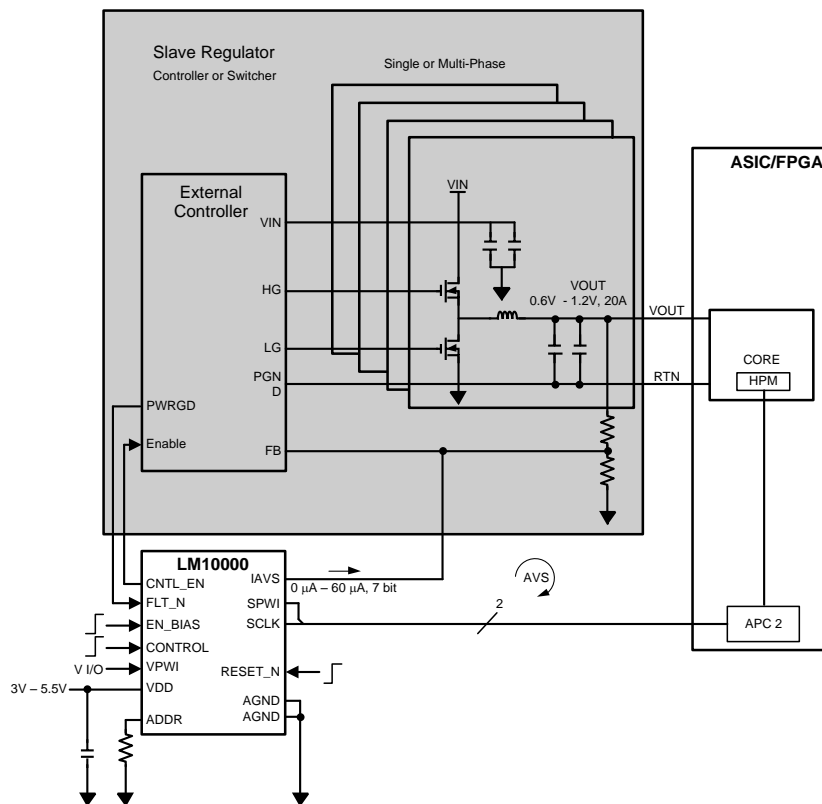 Slave Regulator
Controller or Switcher
Single or Multi-Phase
ASIC/FPGA
External
Controller
VIN
VIN
HG
VOUT
0.6V - 1.2V, 20A
VOUT
LG
CORE
HPM
PGN
D
RTN
PWRGD
Enable
FB
LM10000
CNTL_EN
IAVS
0 µA – 60 µA, 7 bit
AVS
FLT_N
SPWI
2
EN_BIAS
SCLK
APC 2
CONTROL
V I/O
VPWI
RESET_N
3V – 5.5V
VDD
AGND
ADDR
AGND